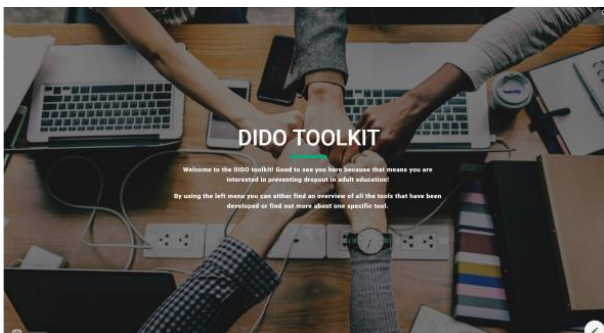 DIDO TOOLKIT
Welcome to the DIDO toolkit! Good to see you here because that means you are
interested in preventing dropout in adult education!
By using the left menu you can either find an overview of all the tools that have been
developed or find out more about one specific tool.